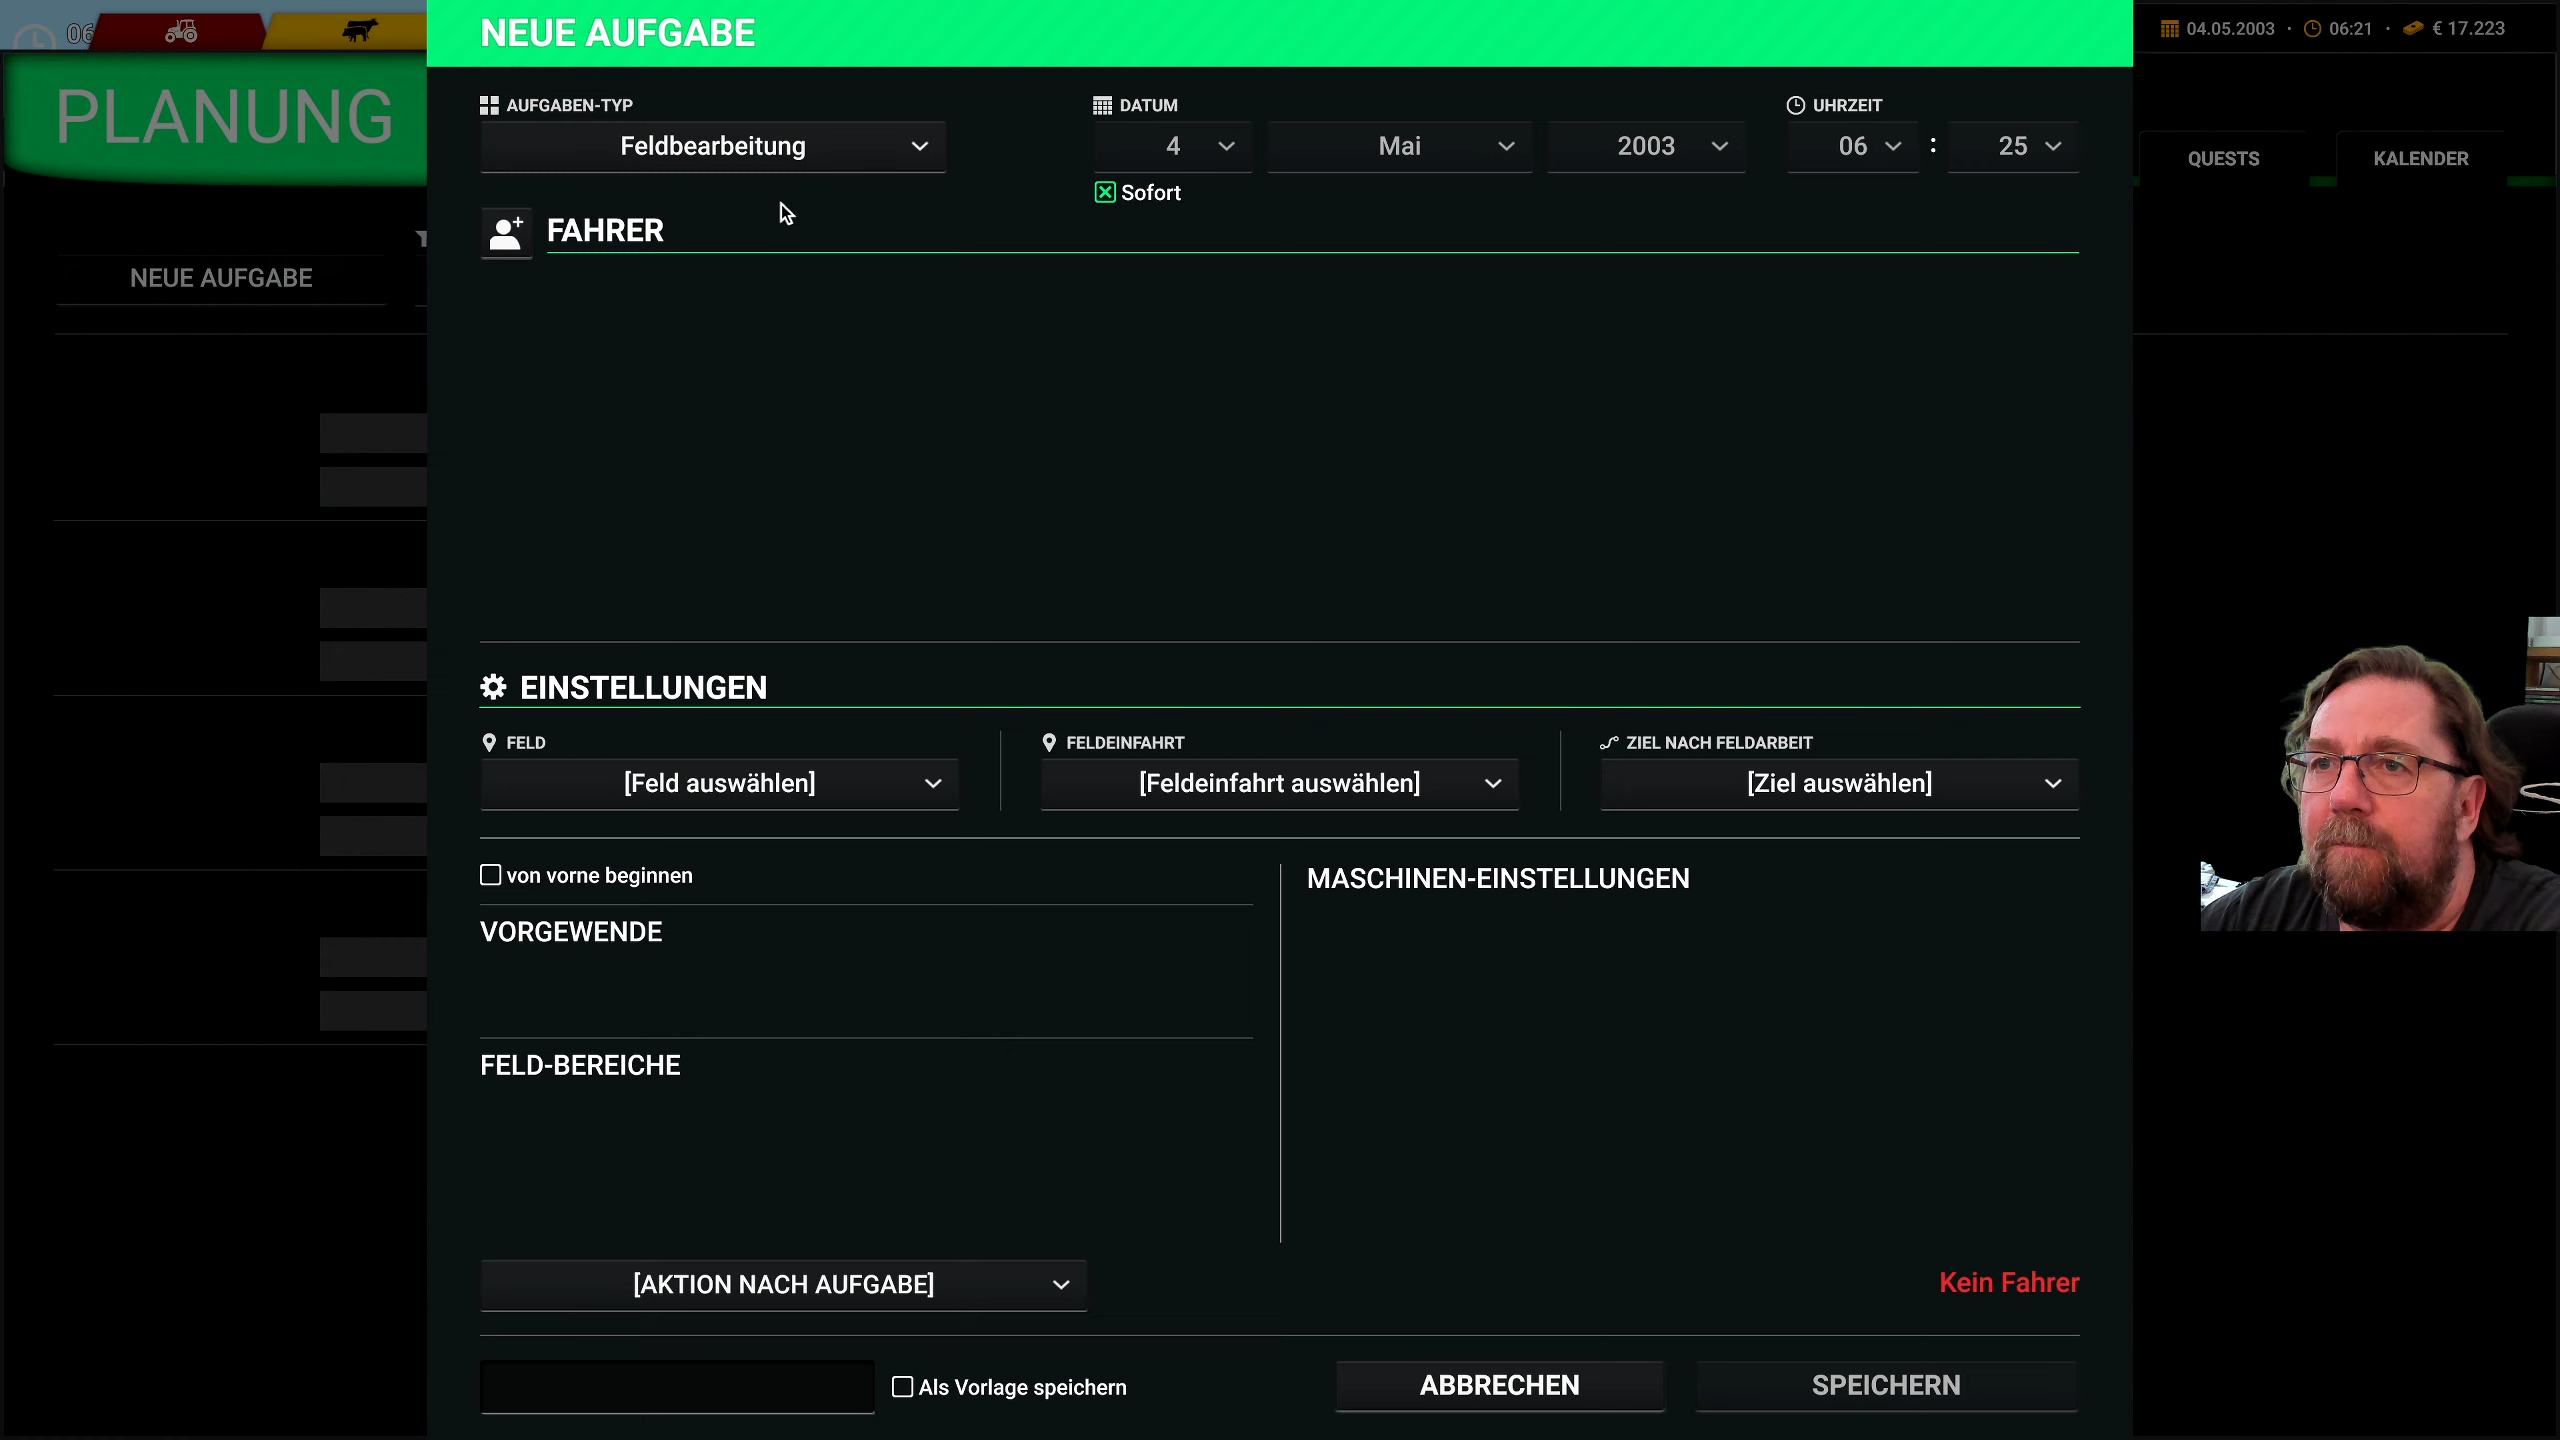 NEUE AUFGABE
06
04.05.2003 · 06:21 · € 17.223
PLANUNG
AUFGABEN-TYP
DATUM
UHRZEIT
Feldbearbeitung
4
Mai
2003
06 : 25
QUESTS
KALENDER
Sofort
FAHRER
NEUE AUFGABE
EINSTELLUNGEN
FELD
FELDEINFAHRT
ZIEL NACH FELDARBEIT
[Feld auswählen]
[Feldeinfahrt auswählen]
[Ziel auswählen]
von vorne beginnen
MASCHINEN-EINSTELLUNGEN
VORGEWENDE
FELD-BEREICHE
[AKTION NACH AUFGABE]
Kein Fahrer
Als Vorlage speichern
ABBRECHEN
SPEICHERN